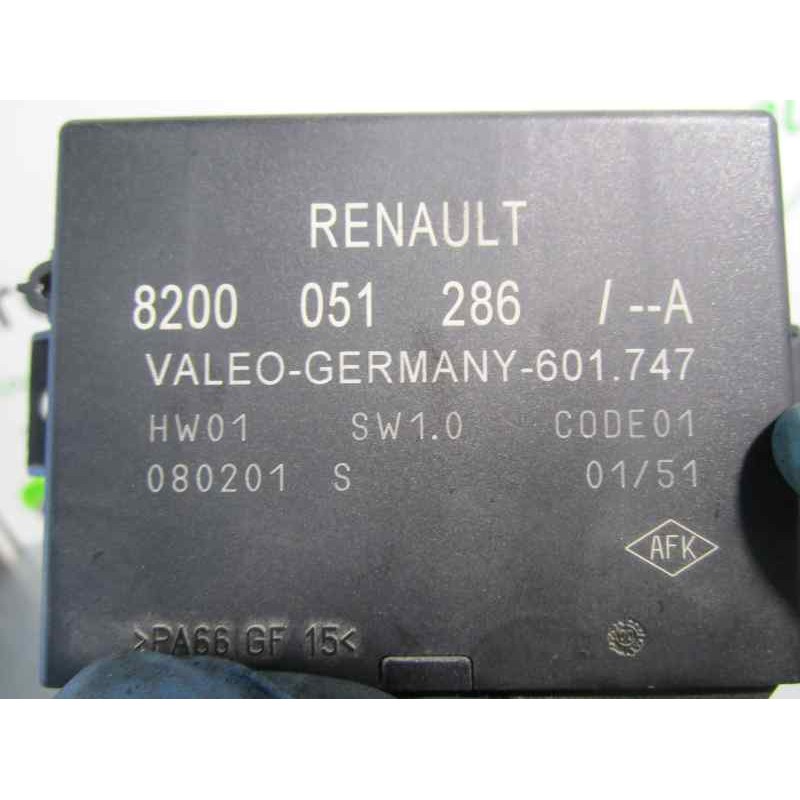 RENAULT
8200 051 286 /--A
VALEO-GERMANY-601.747
HW01 SW1.0 CODE01
080201 S 01/51
AFK
>PA66 GF 15<